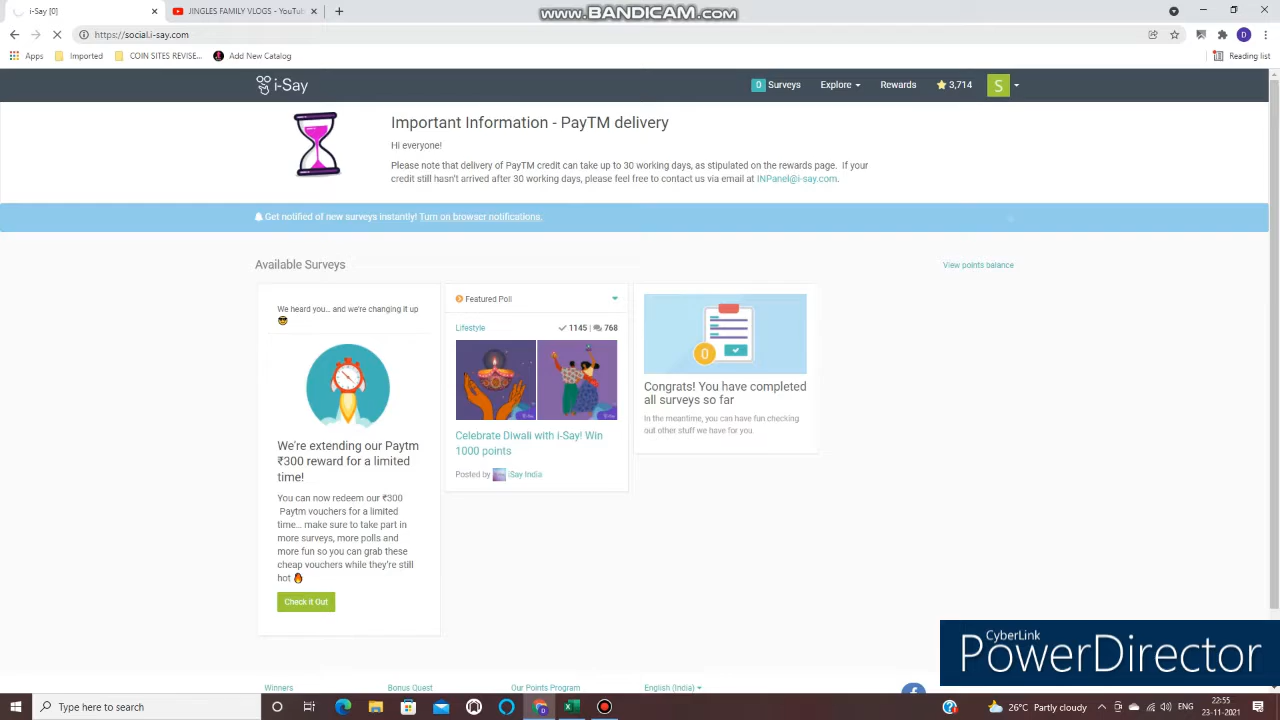 i-Say [0]
JINGLES FAMILY VLOGS - YouTub
www.BANDICAM.com
https://social.i-say.com
Apps
Imported
COIN SITES REVISE...
Add New Catalog
Reading list
i-Say
0 Surveys
Explore
Rewards
3,714
S
Important Information - PayTM delivery
Hi everyone!
Please note that delivery of PayTM credit can take up to 30 working days, as stipulated on the rewards page. If your
credit still hasn't arrived after 30 working days, please feel free to contact us via email at INPanel@i-say.com.
Get notified of new surveys instantly! Turn on browser notifications.
Available Surveys
View points balance
We heard you... and we're changing it up
We're extending our Paytm
₹300 reward for a limited
time!
You can now redeem our ₹300
Paytm vouchers for a limited
time... make sure to take part in
more surveys, more polls and
more fun so you can grab these
cheap vouchers while they're still
hot
Check It Out
Featured Poll
Lifestyle
1145 | 768
Celebrate Diwali with i-Say! Win
1000 points
Posted by iSay India
0
Congrats! You have completed
all surveys so far
In the meantime, you can have fun checking
out other stuff we have for you.
CyberLink
PowerDirector
Winners
Bonus Quest
Our Points Program
English (India)
Type here to search
26°C Partly cloudy
ENG
22:55
23-11-2021